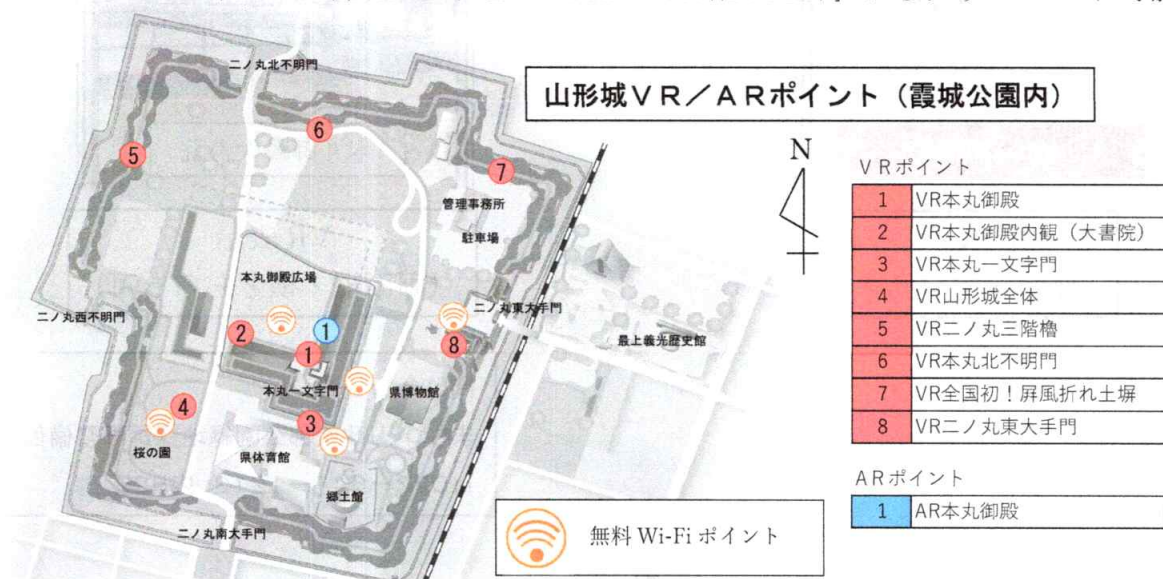 山形城VR／ARポイント（霞城公園内）
二ノ丸北不明門
N
6
5
7
管理事務所
駐車場
本丸御殿広場
二ノ丸東大手門
二ノ丸西不明門
最上義光歴史館
1
2
1
8
本丸一文字門
県博物館
4
3
桜の園
県体育館
郷土館
二ノ丸南大手門
無料 Wi-Fi ポイント
VRポイント
1 VR本丸御殿
2 VR本丸御殿内観（大書院）
3 VR本丸一文字門
4 VR山形城全体
5 VR二ノ丸三階櫓
6 VR本丸北不明門
7 VR全国初！屏風折れ土塀
8 VR二ノ丸東大手門
ARポイント
1 AR本丸御殿